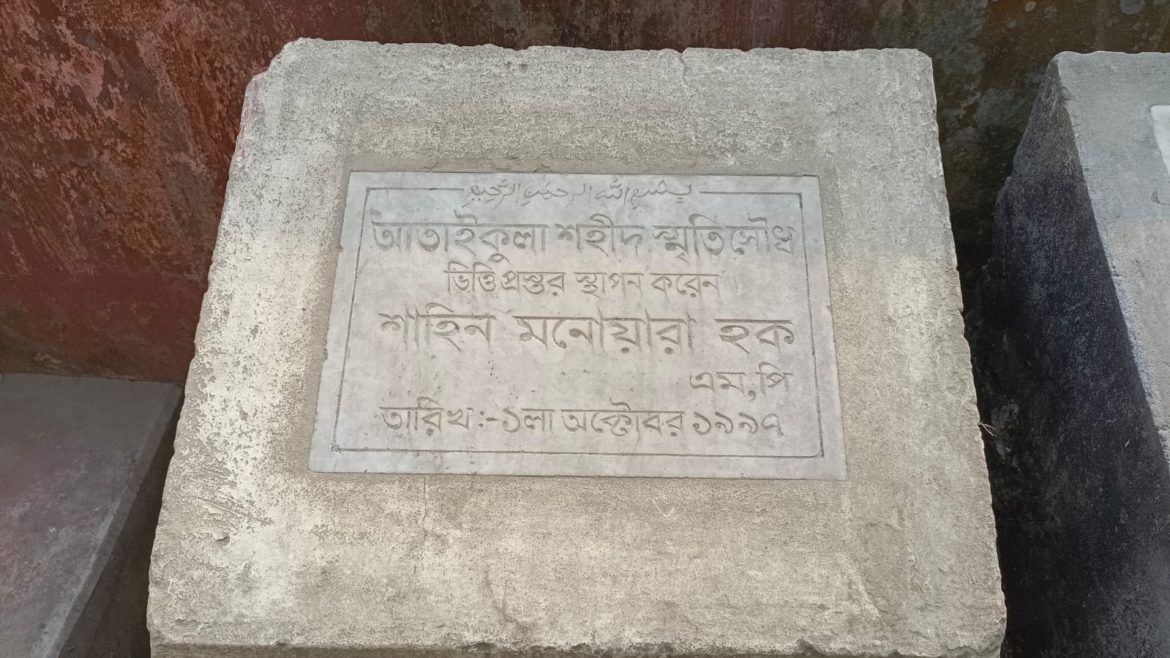 بسم الله الرحمن الرحيم
আতাইকুলা শহীদ স্মৃতিসৌধ
ভিত্তিপ্রস্তর স্থাপন করেন
শাহিন মনোয়ারা হক
এম,পি
তারিখ:-১লা অক্টোবর ১৯৯৭